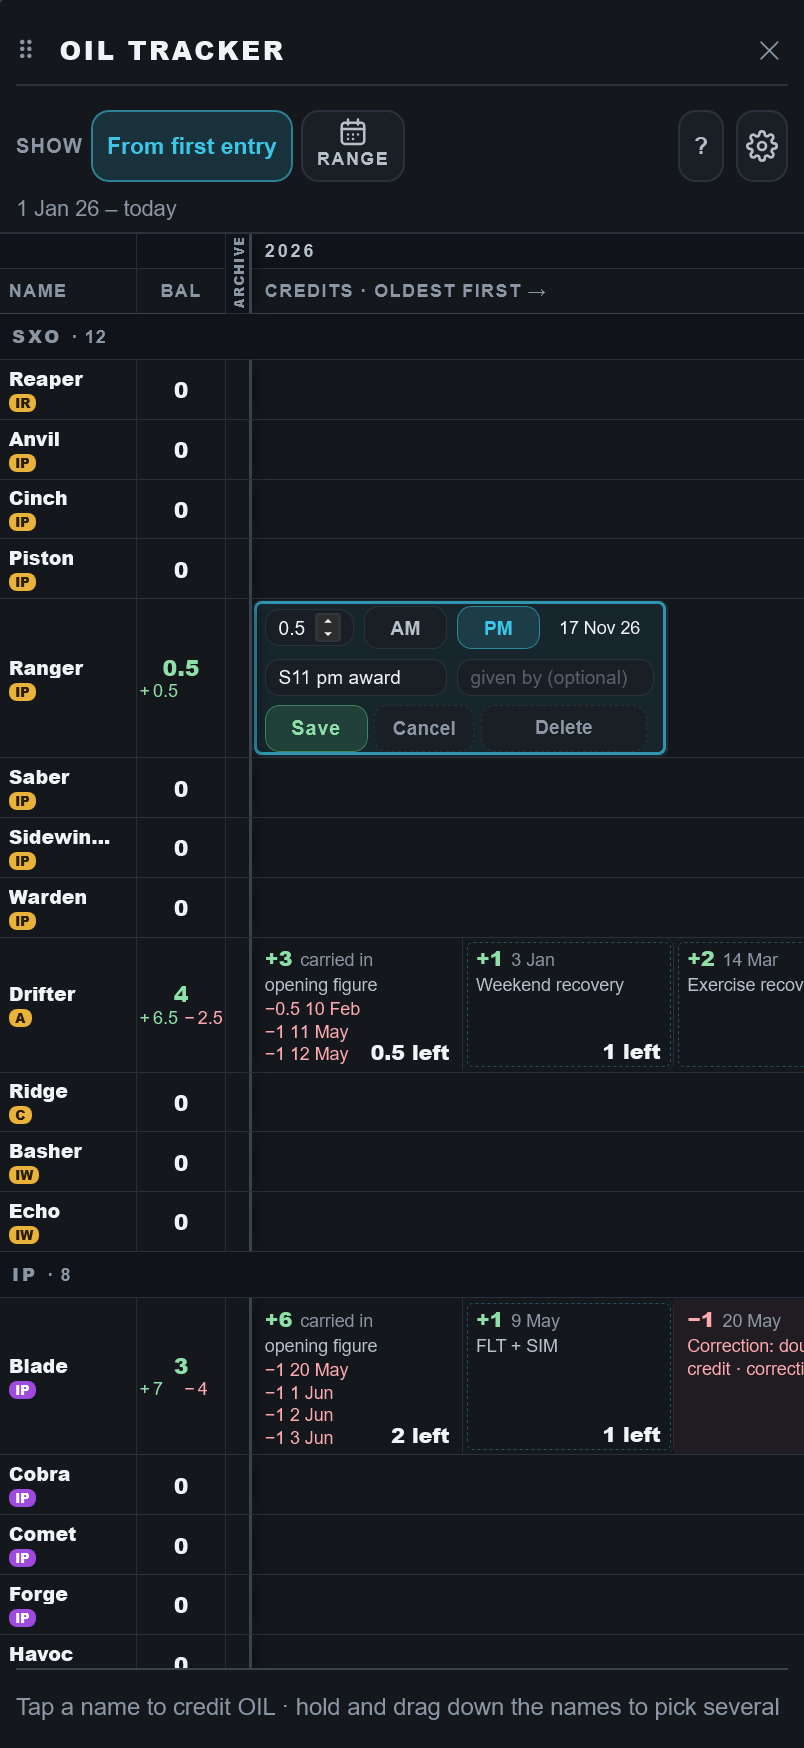 OIL TRACKER
SHOW From first entry RANGE ?
1 Jan 26 – today
ARCHIVE 2026
NAME BAL CREDITS · OLDEST FIRST →
SXO · 12
Reaper
IR 0
Anvil
IP 0
Cinch
IP 0
Piston
IP 0
0.5 AM PM 17 Nov 26
Ranger 0.5
IP +0.5
S11 pm award given by (optional)
Save Cancel Delete
Saber
IP 0
Sidewin...
IP 0
Warden
IP 0
+3 carried in +1 3 Jan +2 14 Mar
opening figure Weekend recovery Exercise recov
Drifter 4
A +6.5 −2.5
−0.5 10 Feb
−1 11 May
−1 12 May 0.5 left 1 left
Ridge
C 0
Basher
IW 0
Echo
IW 0
IP · 8
+6 carried in +1 9 May −1 20 May
opening figure FLT + SIM Correction: dou
Blade 3 −1 20 May credit · correcti
IP +7 −4 −1 1 Jun
−1 2 Jun
−1 3 Jun 2 left 1 left
Cobra
IP 0
Comet
IP 0
Forge
IP 0
Havoc 0
Tap a name to credit OIL · hold and drag down the names to pick several